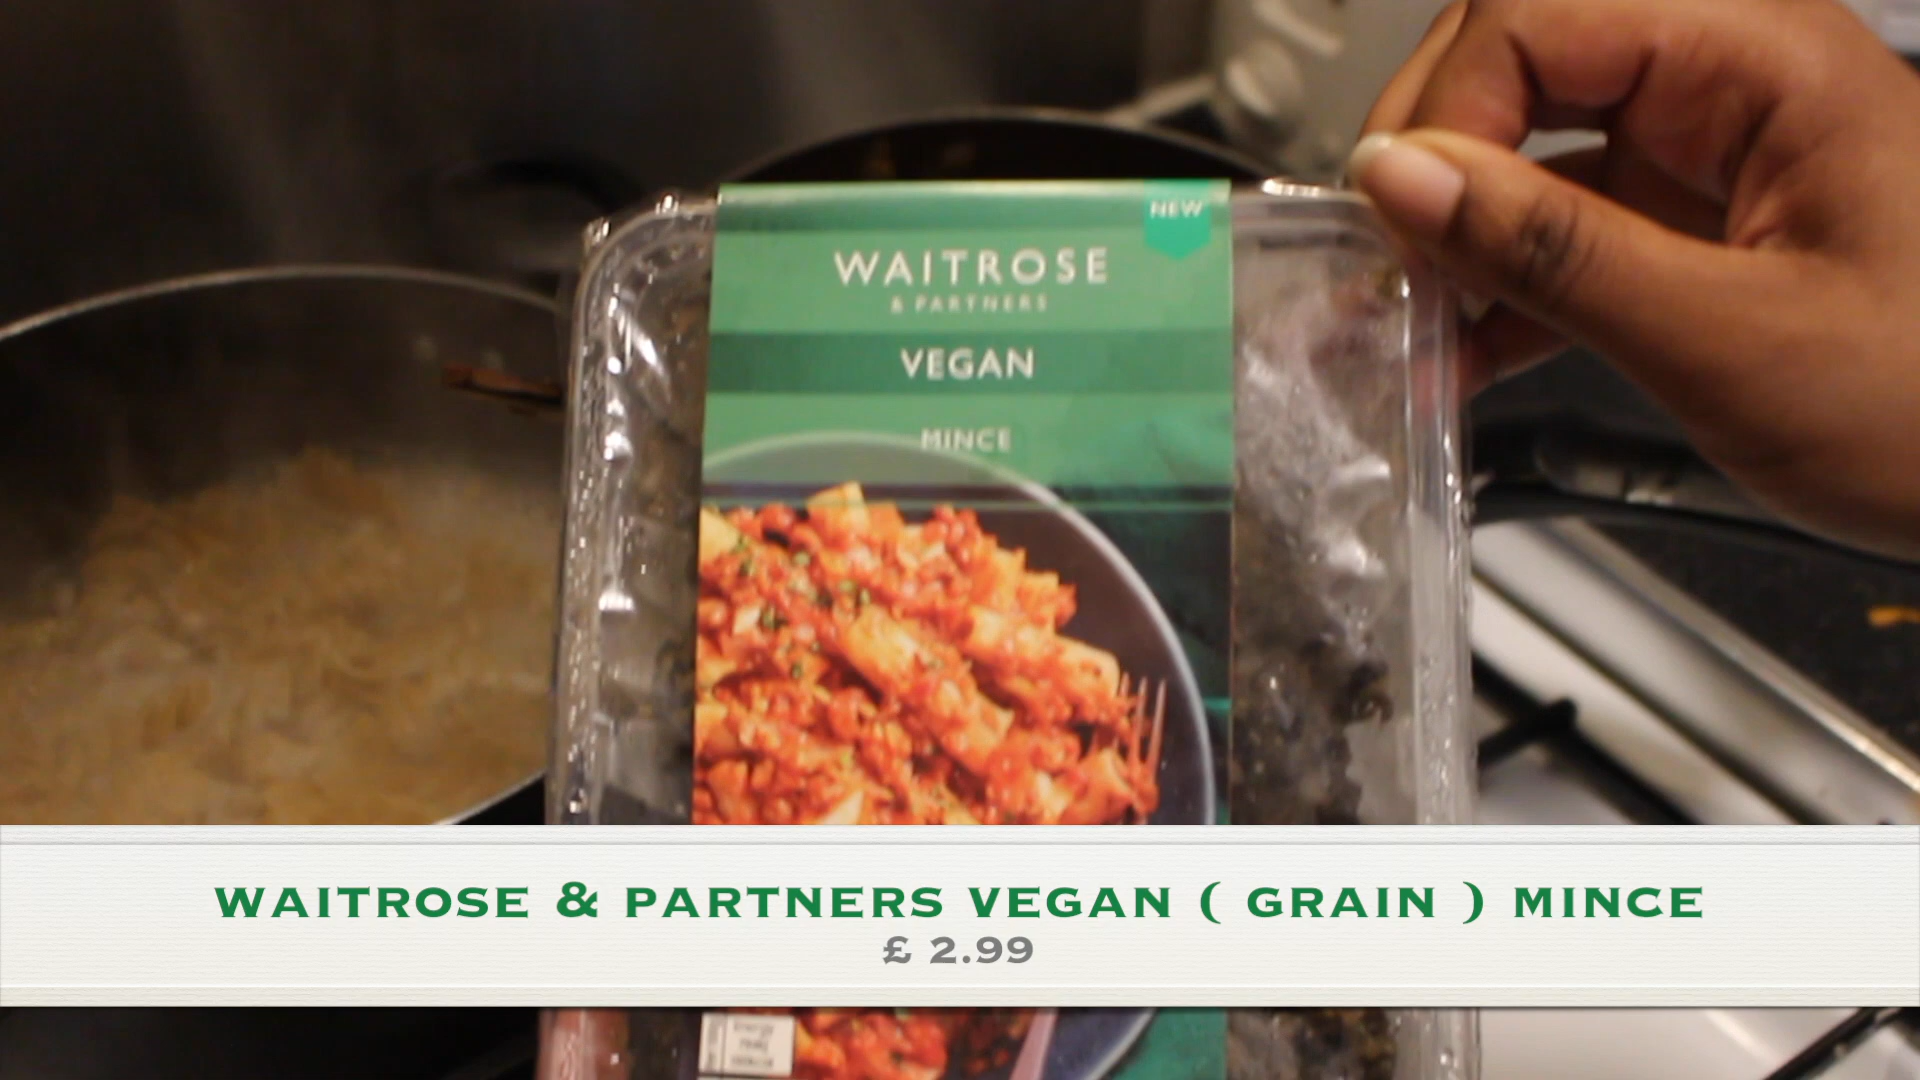 NEW
WAITROSE
& PARTNERS
VEGAN
MINCE
WAITROSE & PARTNERS VEGAN ( GRAIN ) MINCE
£ 2.99